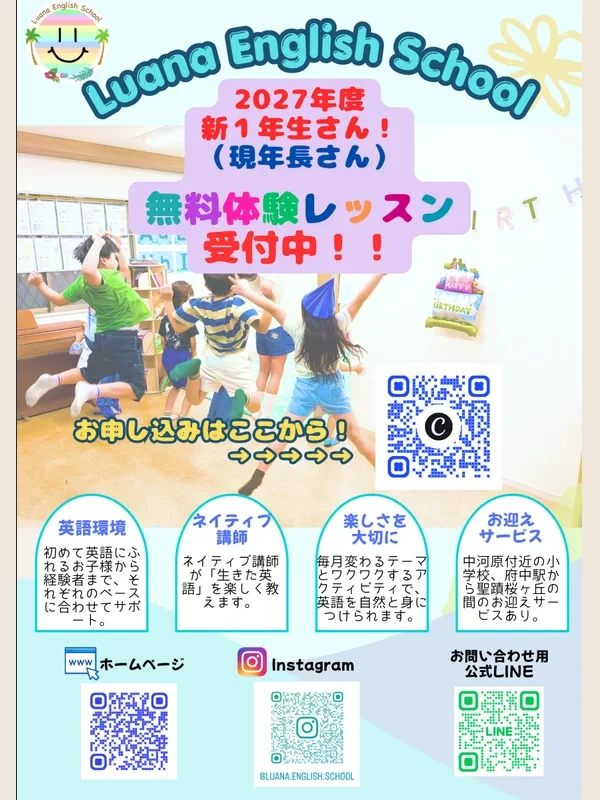 Luana English School
Luana English School
2027年度
新1年生さん！
（現年長さん）
無料体験レッスン
受付中！！
IRTH
HAPPY
BIRTHDAY
お申し込みはここから！
→→→→→
C
英語環境
初めて英語にふ
れるお子様から
経験者まで、そ
れぞれのペース
に合わせてサポ
ート。
ネイティブ
講師
ネイティブ講師
が「生きた英
語」を楽しく教
えます。
楽しさを
大切に
毎月変わるテーマ
とワクワクするア
クティビティで、
英語を自然と身に
つけられます。
お迎え
サービス
中河原付近の小
学校、府中駅か
ら聖蹟桜ヶ丘の
間のお迎えサー
ビスあり。
www
ホームページ
Instagram
お問い合わせ用
公式LINE
LINE
@LUANA.ENGLISH.SCHOOL